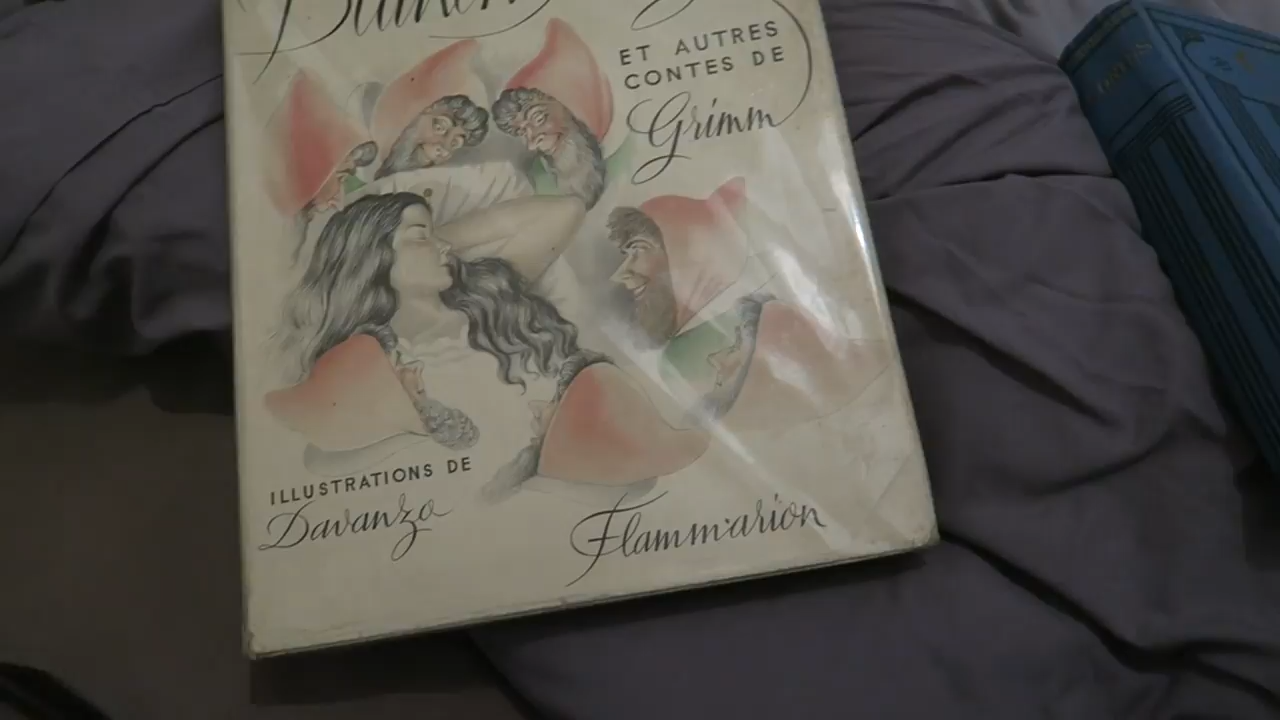 ET AUTRES
CONTES DE
Grimm
ILLUSTRATIONS DE
Davanzo
Flammarion